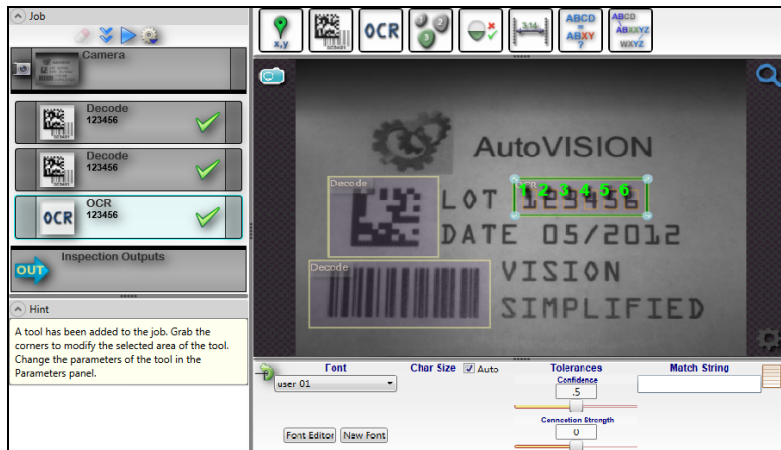 Job
Camera
Decode
123456
Decode
123456
OCR
123456
OUT
Inspection Outputs
Hint
A tool has been added to the job. Grab the
corners to modify the selected area of the tool.
Change the parameters of the tool in the
Parameters panel.
x,y
OCR
3.14
ABCD
=
ABXY
?
ABCD
ABXXYZ
WXYZ
AutoVISION
Decode
OCR
1 2 3 4 5 6
LOT 123456
DATE 05/2012
Decode
VISION
SIMPLIFIED
Font
user 01
Font Editor
New Font
Char Size
Auto
Tolerances
Confidence
.5
Cenncetion Strength
0
Match String